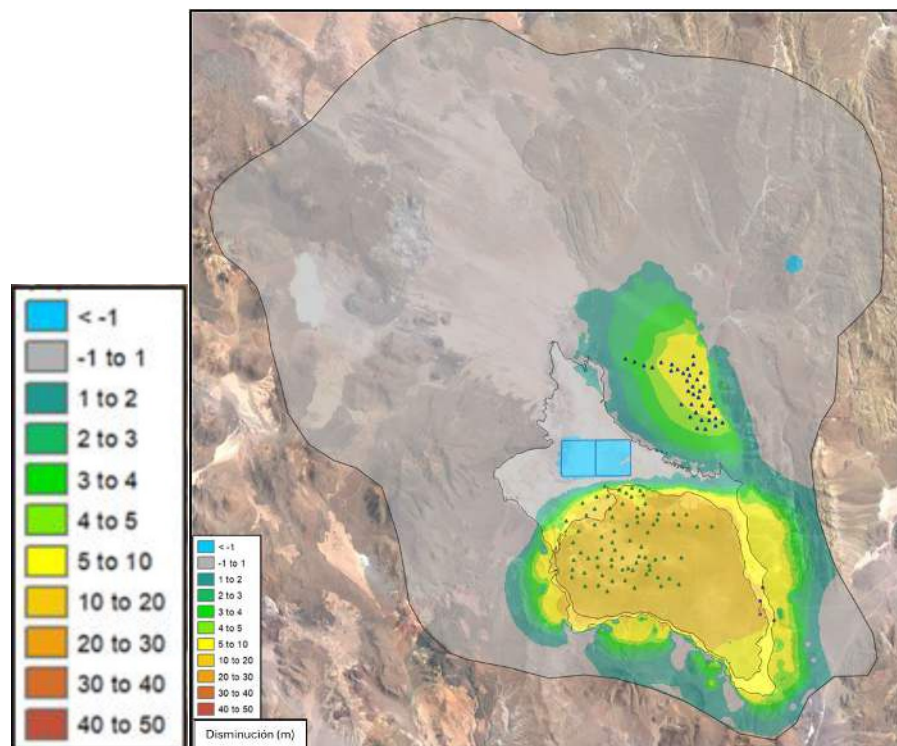 < -1
-1 to 1
1 to 2
2 to 3
3 to 4
4 to 5
5 to 10
10 to 20
20 to 30
30 to 40
40 to 50
< -1
-1 to 1
1 to 2
2 to 3
3 to 4
4 to 5
5 to 10
10 to 20
20 to 30
30 to 40
40 to 50
Disminución (m)